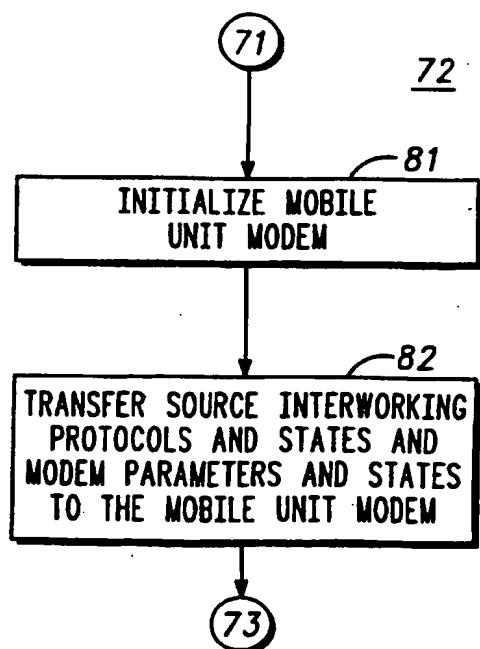 71
72
81
INITIALIZE MOBILE
UNIT MODEM
82
TRANSFER SOURCE INTERWORKING
PROTOCOLS AND STATES AND
MODEM PARAMETERS AND STATES
TO THE MOBILE UNIT MODEM
73